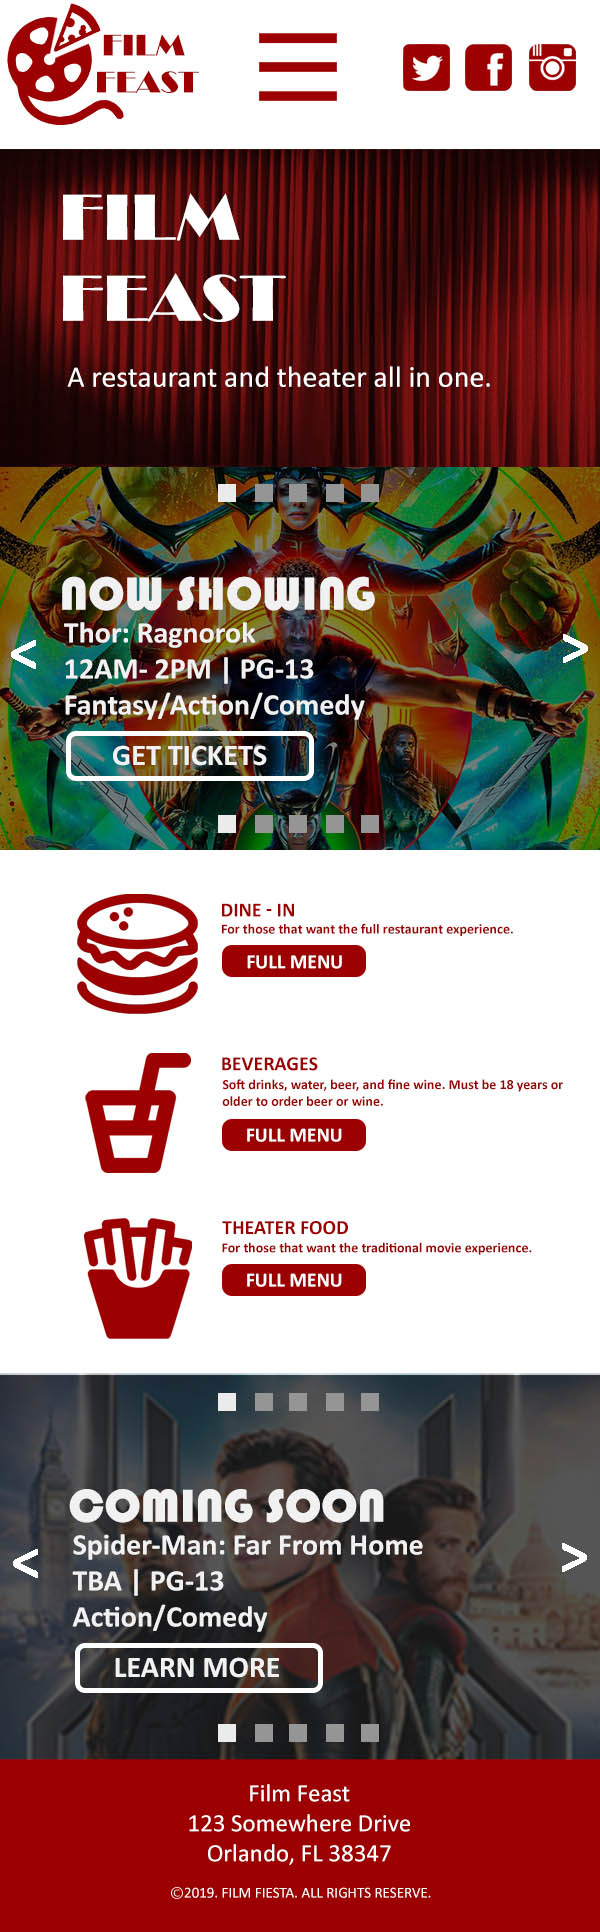 FILM
FEAST
FILM
FEAST
A restaurant and theater all in one.
NOW SHOWING
Thor: Ragnorok
12AM- 2PM | PG-13
Fantasy/Action/Comedy
<
>
GET TICKETS
DINE - IN
For those that want the full restaurant experience.
FULL MENU
BEVERAGES
Soft drinks, water, beer, and fine wine. Must be 18 years or
older to order beer or wine.
FULL MENU
THEATER FOOD
For those that want the traditional movie experience.
FULL MENU
COMING SOON
Spider-Man: Far From Home
<
>
TBA | PG-13
Action/Comedy
LEARN MORE
Film Feast
123 Somewhere Drive
Orlando, FL 38347
©2019. FILM FIESTA. ALL RIGHTS RESERVE.